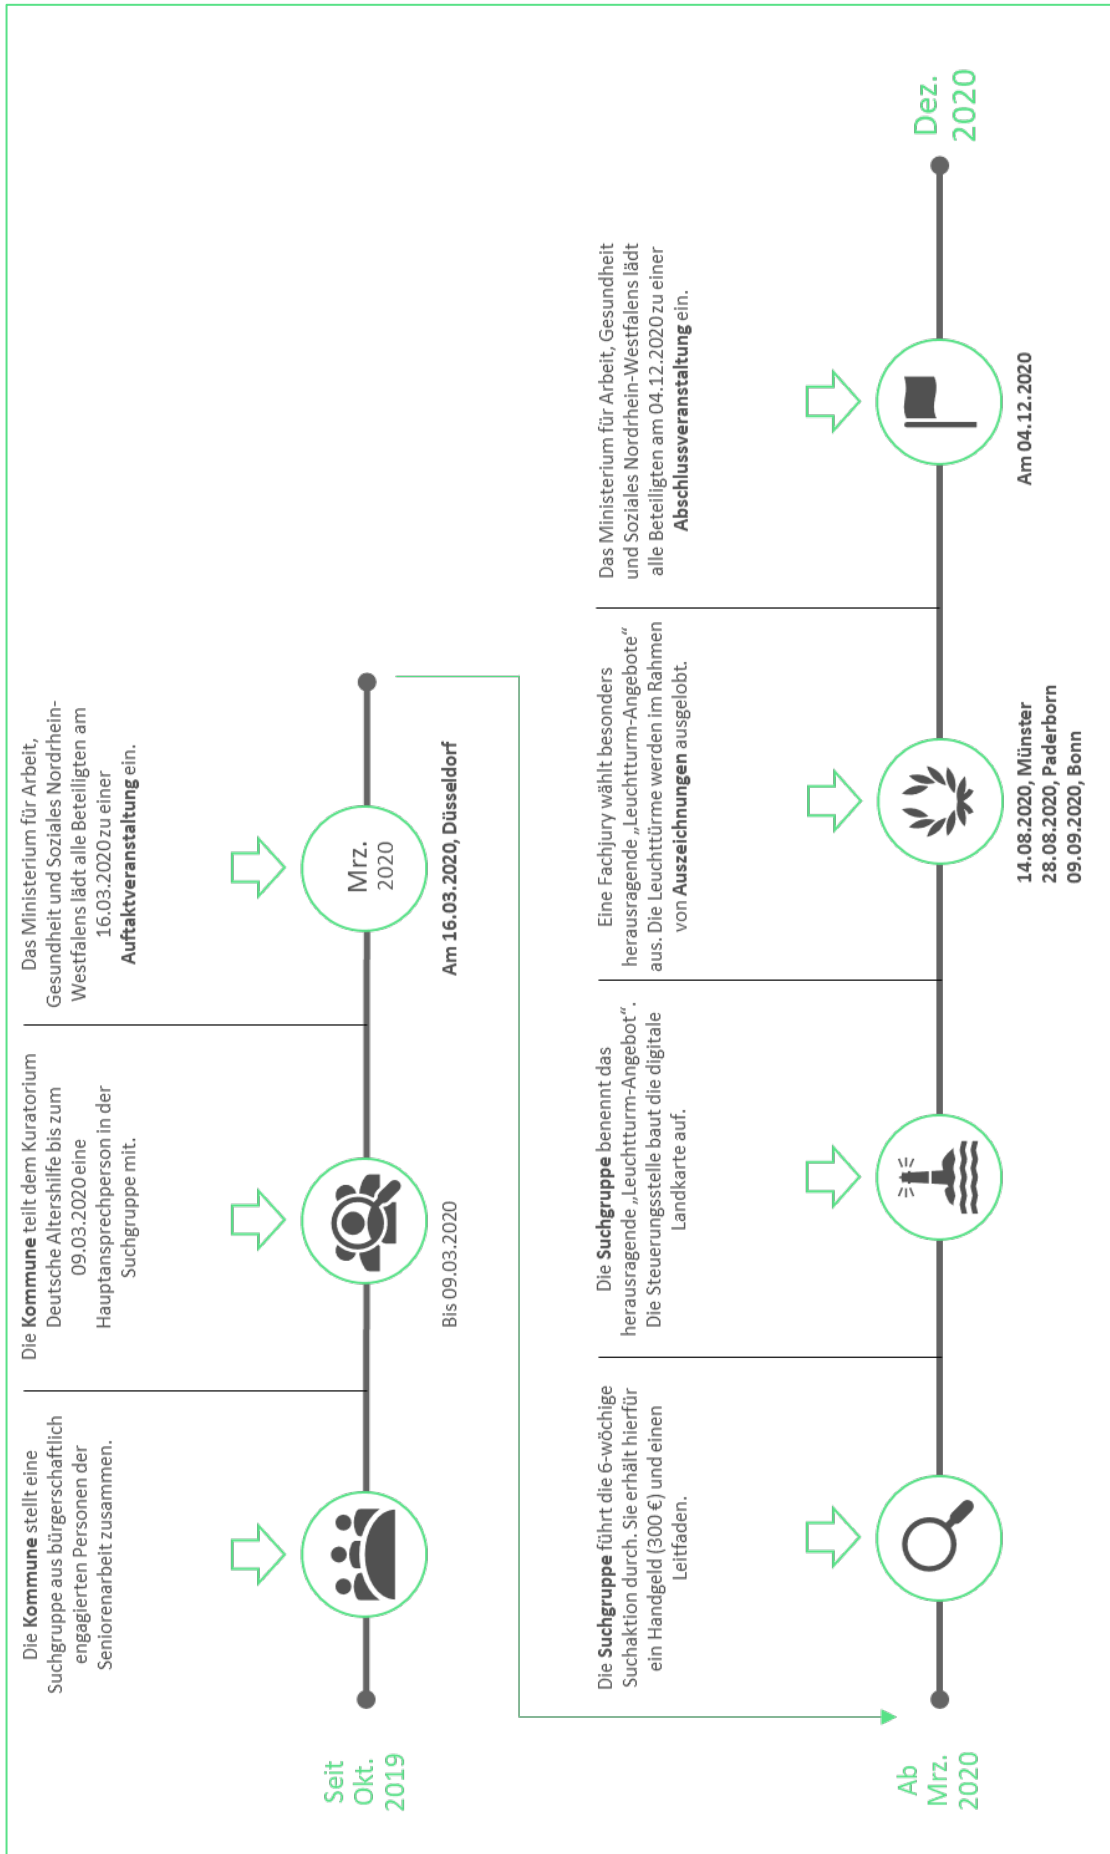 Seit
Okt.
2019
Die Kommune stellt eine
Suchgruppe aus bürgerschaftlich
engagierten Personen der
Seniorenarbeit zusammen.
Die Kommune teilt dem Kuratorium
Deutsche Altershilfe bis zum
09.03.2020 eine
Hauptansprechperson in der
Suchgruppe mit.
Bis 09.03.2020
Das Ministerium für Arbeit,
Gesundheit und Soziales Nordrhein-
Westfalens lädt alle Beteiligten am
16.03.2020 zu einer
Auftaktveranstaltung ein.
Mrz.
2020
Am 16.03.2020, Düsseldorf
Ab
Mrz.
2020
Die Suchgruppe führt die 6-wöchige
Suchaktion durch. Sie erhält hierfür
ein Handgeld (300 €) und einen
Leitfaden.
Die Suchgruppe benennt das
herausragende „Leuchtturm-Angebot“.
Die Steuerungsstelle baut die digitale
Landkarte auf.
Eine Fachjury wählt besonders
herausragende „Leuchtturm-Angebote“
aus. Die Leuchttürme werden im Rahmen
von Auszeichnungen ausgelobt.
14.08.2020, Münster
28.08.2020, Paderborn
09.09.2020, Bonn
Das Ministerium für Arbeit, Gesundheit
und Soziales Nordrhein-Westfalens lädt
alle Beteiligten am 04.12.2020 zu einer
Abschlussveranstaltung ein.
Am 04.12.2020
Dez.
2020